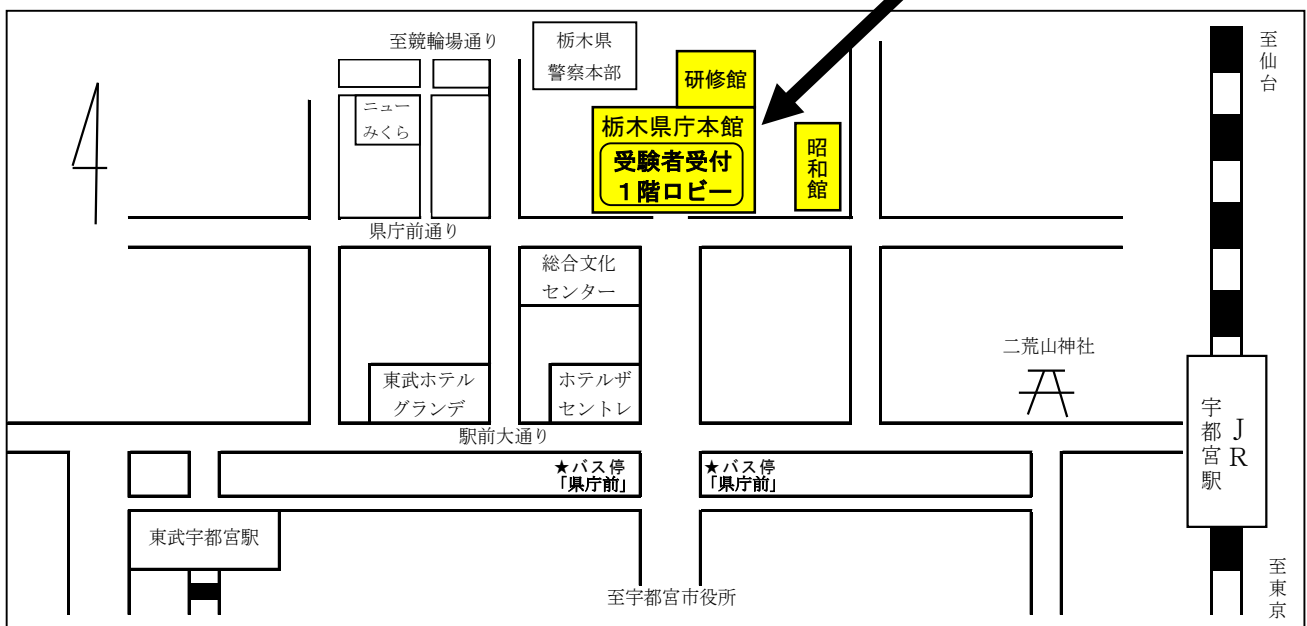 至競輪場通り
栃木県
警察本部
至仙台
研修館
ニュー
みくら
栃木県庁本館
受験者受付
1階ロビー
昭和館
県庁前通り
総合文化
センター
二荒山神社
東武ホテル
グランデ
ホテルザ
セントレ
JR
宇都宮駅
駅前大通り
★バス停
「県庁前」
★バス停
「県庁前」
東武宇都宮駅
至宇都宮市役所
至東京